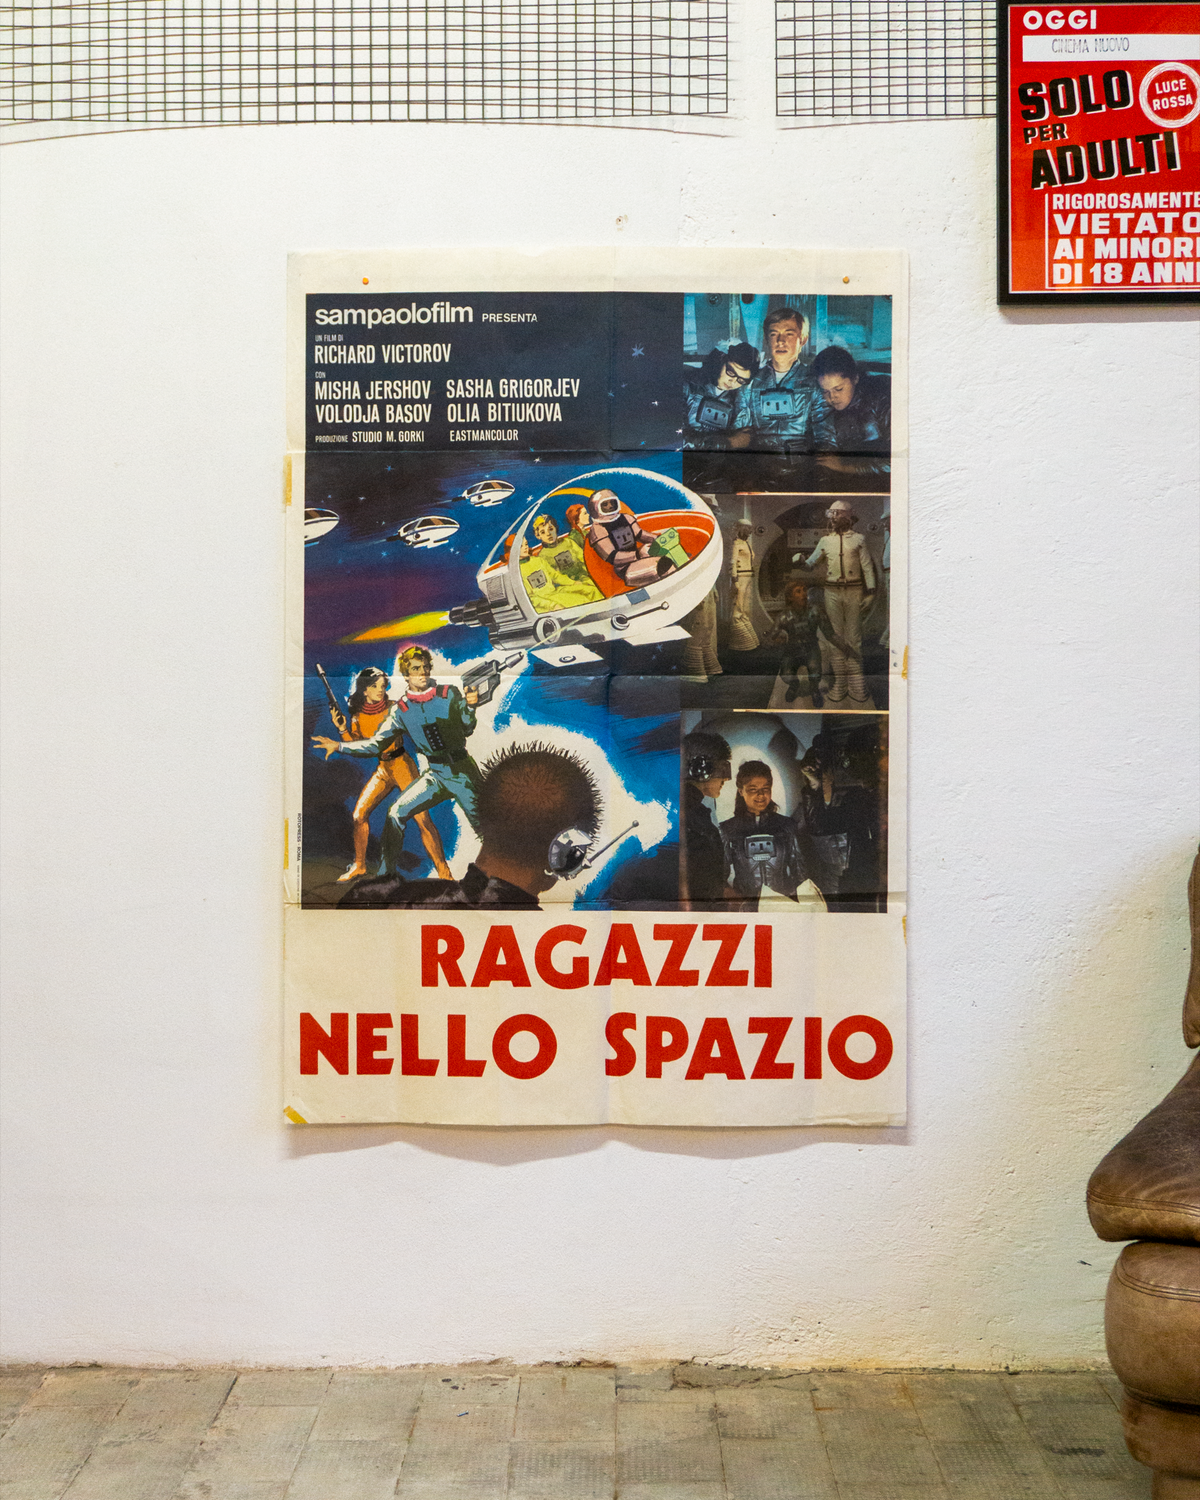 OGGI
CINEMA NUOVO
SOLO
PER
ADULTI
LUCE
ROSSA
RIGOROSAMENTE
VIETATO
AI MINORI
DI 18 ANNI
sampaolofilm PRESENTA
UN FILM DI
RICHARD VICTOROV
CON
MISHA JERSHOV SASHA GRIGORJEV
VOLODJA BASOV OLIA BITIUKOVA
PRODUZIONE STUDIO M. GORKI EASTMANCOLOR
ROTOPRESS - ROMA
RAGAZZI
NELLO SPAZIO